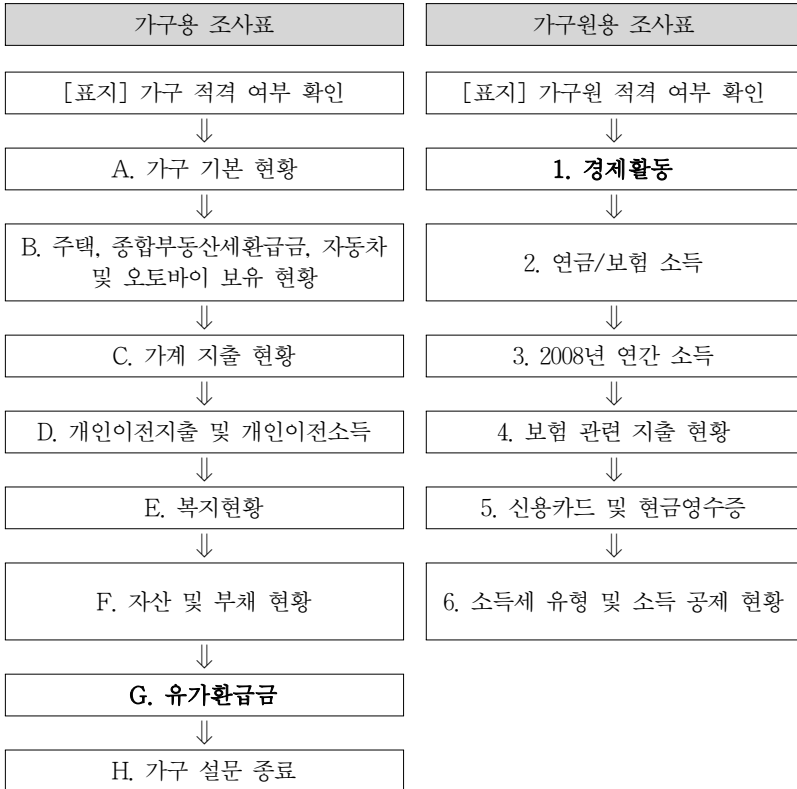 가구용 조사표
[표지] 가구 적격 여부 확인
⇓
A. 가구 기본 현황
⇓
B. 주택, 종합부동산세환급금, 자동차
및 오토바이 보유 현황
⇓
C. 가계 지출 현황
⇓
D. 개인이전지출 및 개인이전소득
⇓
E. 복지현황
⇓
F. 자산 및 부채 현황
⇓
G. 유가환급금
⇓
H. 가구 설문 종료
가구원용 조사표
[표지] 가구원 적격 여부 확인
⇓
1. 경제활동
⇓
2. 연금/보험 소득
⇓
3. 2008년 연간 소득
⇓
4. 보험 관련 지출 현황
⇓
5. 신용카드 및 현금영수증
⇓
6. 소득세 유형 및 소득 공제 현황